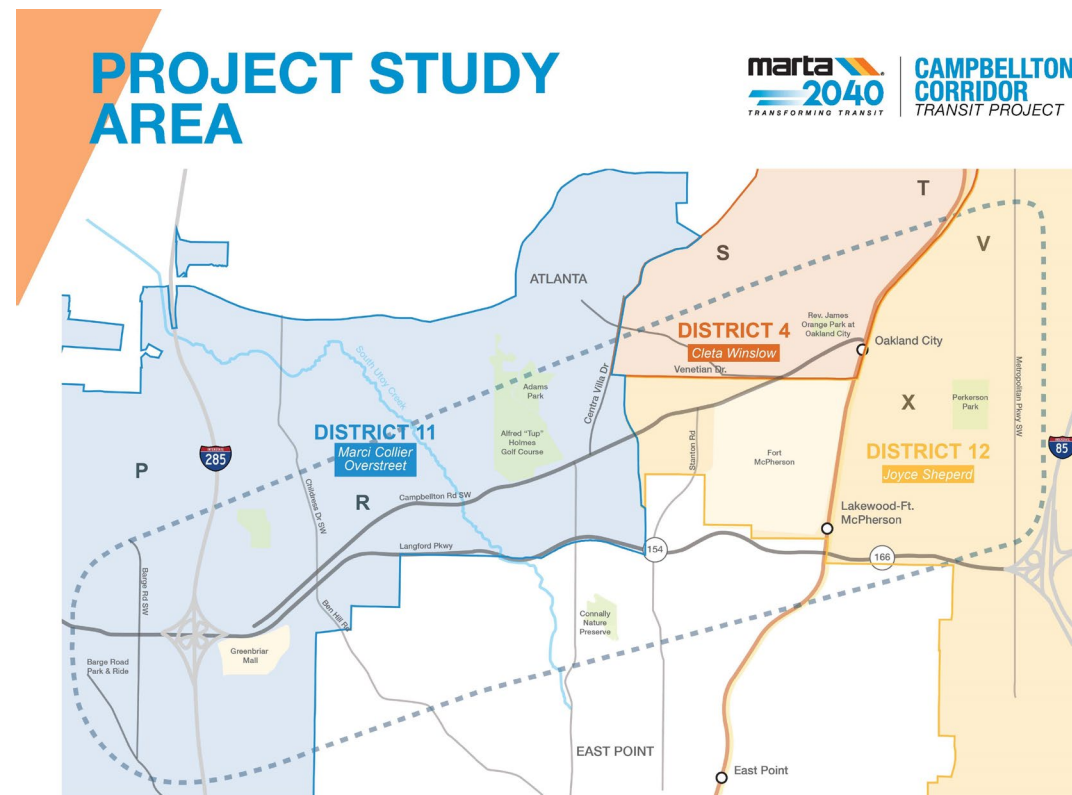 PROJECT STUDY
AREA
marta
2040
TRANSFORMING TRANSIT
CAMPBELLTON
CORRIDOR
TRANSIT PROJECT
T
V
S
ATLANTA
DISTRICT 4
Cleta Winslow
Venetian Dr.
Rev. James
Orange Park at
Oakland City
Oakland City
South Utoy Creek
Centra Villa Dr
Adams
Park
Alfred "Tup"
Holmes
Golf Course
Metropolitan Pkwy SW
Perkerson
Park
X
DISTRICT 11
Marci Collier
Overstreet
DISTRICT 12
Joyce Sheperd
INTERSTATE
285
INTERSTATE
85
P
R
Stanton Rd
Fort
McPherson
Childress Dr SW
Campbellton Rd SW
Lakewood-Ft.
McPherson
Langford Pkwy
154
166
Barge Rd SW
Ben Hill Rd
Connally
Nature
Preserve
Greenbriar
Mall
Barge Road
Park & Ride
EAST POINT
East Point